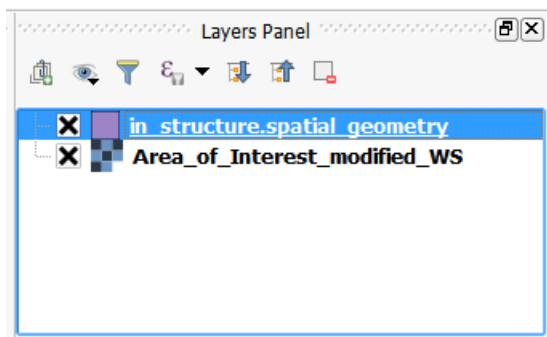 Layers Panel
in_structure.spatial_geometry
Area_of_Interest_modified_WS